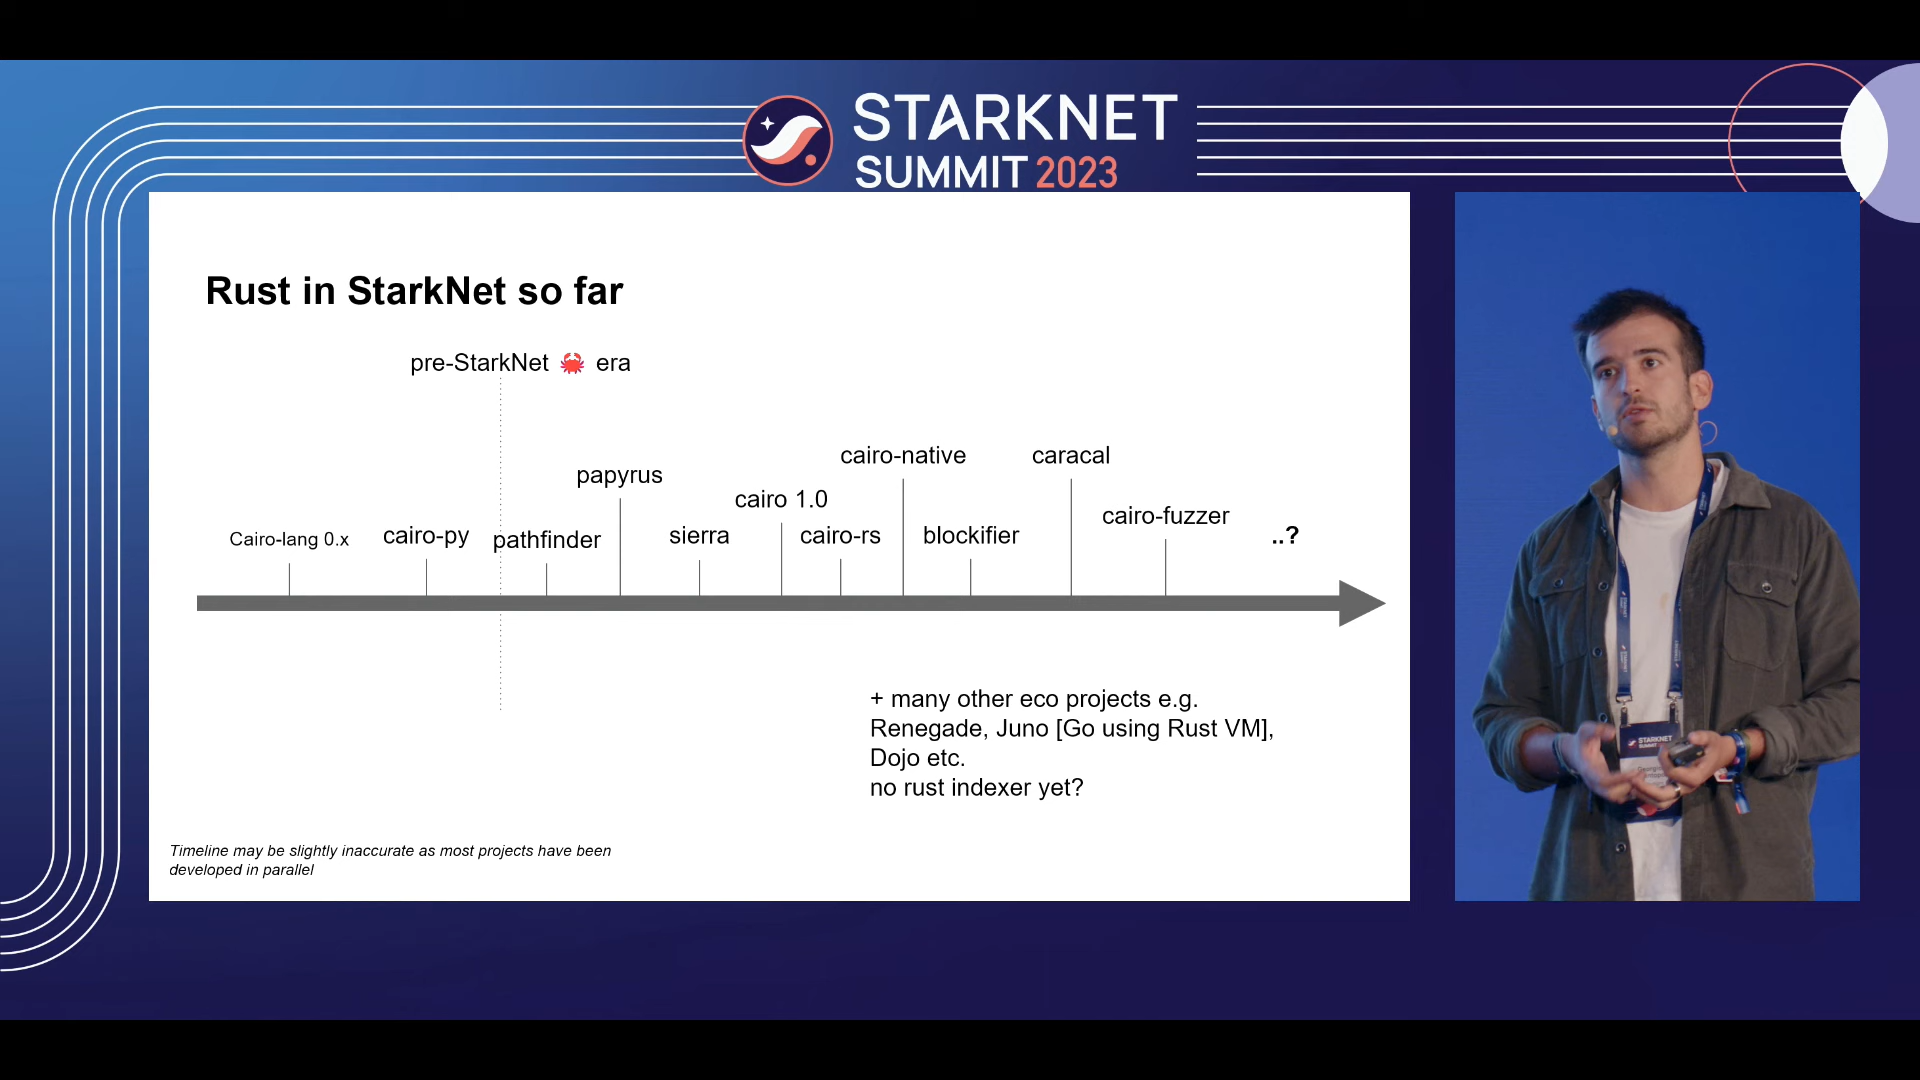 STARKNET
SUMMIT 2023
Rust in StarkNet so far
pre-StarkNet 🦀 era
cairo-native
caracal
papyrus
cairo 1.0
cairo-fuzzer
Cairo-lang 0.x
cairo-py
pathfinder
sierra
cairo-rs
blockifier
..?
+ many other eco projects e.g.
Renegade, Juno [Go using Rust VM],
Dojo etc.
no rust indexer yet?
Timeline may be slightly inaccurate as most projects have been
developed in parallel
STARKNET